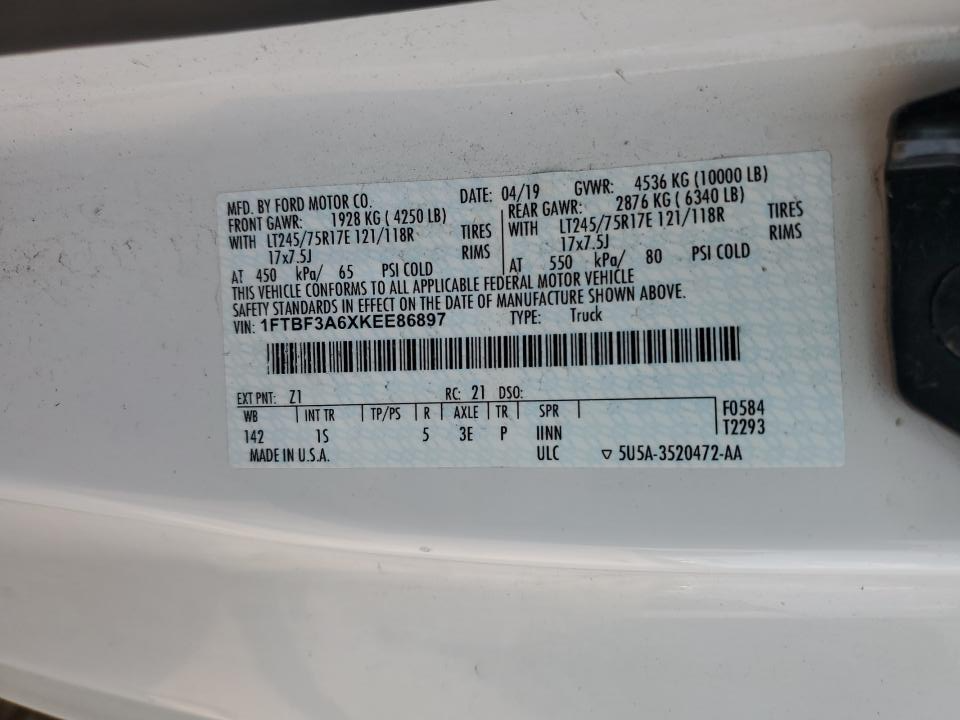 MFD. BY FORD MOTOR CO. DATE: 04/19 GVWR: 4536 KG (10000 LB)
FRONT GAWR: 1928 KG ( 4250 LB) REAR GAWR: 2876 KG ( 6340 LB)
WITH LT245/75R17E 121/118R TIRES WITH LT245/75R17E 121/118R TIRES
17x7.5J RIMS 17x7.5J RIMS
AT 450 kPa/ 65 PSI COLD AT 550 kPa/ 80 PSI COLD
THIS VEHICLE CONFORMS TO ALL APPLICABLE FEDERAL MOTOR VEHICLE
SAFETY STANDARDS IN EFFECT ON THE DATE OF MANUFACTURE SHOWN ABOVE.
VIN: 1FTBF3A6XKEE86897 TYPE: Truck
EXT PNT: Z1 RC: 21 DSO:
WB INT TR TP/PS R AXLE TR SPR F0584
142 1S 5 3E P IINN T2293
MADE IN U.S.A. ULC ▽ 5U5A-3520472-AA